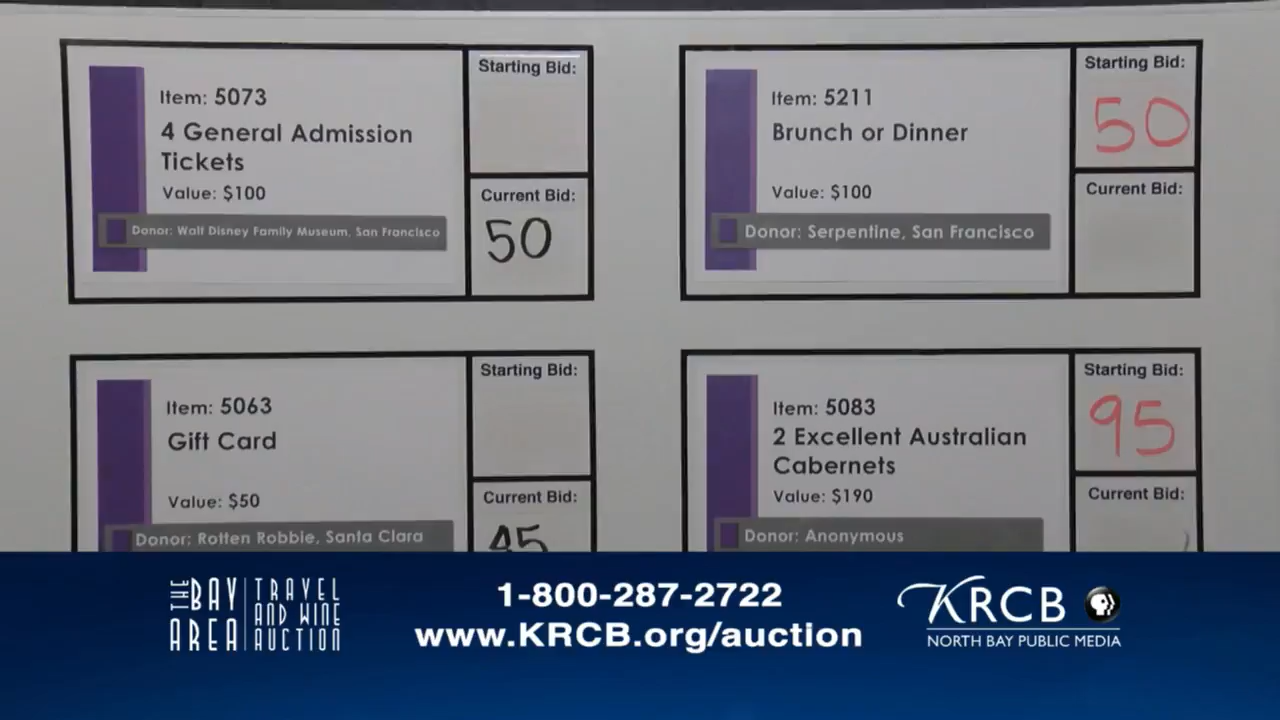 Item: 5073
4 General Admission
Tickets
Value: $100
Donor: Walt Disney Family Museum, San Francisco
Starting Bid:
Current Bid:
50
Item: 5211
Brunch or Dinner
Value: $100
Donor: Serpentine, San Francisco
Starting Bid:
50
Current Bid:
Item: 5063
Gift Card
Value: $50
Donor: Rotten Robbie, Santa Clara
Starting Bid:
Current Bid:
45
Item: 5083
2 Excellent Australian
Cabernets
Value: $190
Donor: Anonymous
Starting Bid:
95
Current Bid:
THE BAY AREA
TRAVEL
AND WINE
AUCTION
1-800-287-2722
www.KRCB.org/auction
KRCB
NORTH BAY PUBLIC MEDIA